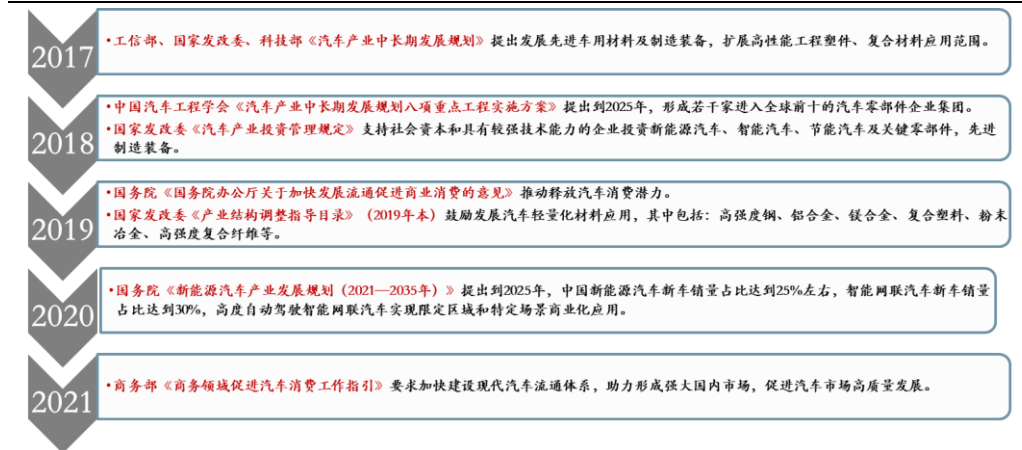 2017
•工信部、国家发改委、科技部《汽车产业中长期发展规划》提出发展先进车用材料及制造装备，扩展高性能工程塑件、复合材料应用范围。
2018
•中国汽车工程学会《汽车产业中长期发展规划八项重点工程实施方案》提出到2025年，形成若干家进入全球前十的汽车零部件企业集团。
•国家发改委《汽车产业投资管理规定》支持社会资本和具有较强技术能力的企业投资新能源汽车、智能汽车、节能汽车及关键零部件，先进
制造装备。
2019
•国务院《国务院办公厅关于加快发展流通促进商业消费的意见》推动释放汽车消费潜力。
•国家发改委《产业结构调整指导目录》（2019年本）鼓励发展汽车轻量化材料应用，其中包括：高强度钢、铝合金、镁合金、复合塑料、粉末
冶金、高强度复合纤维等。
2020
•国务院《新能源汽车产业发展规划（2021—2035年）》提出到2025年，中国新能源汽车新车销量占比达到25%左右，智能网联汽车新车销量
占比达到30%，高度自动驾驶智能网联汽车实现限定区域和特定场景商业化应用。
2021
•商务部《商务领域促进汽车消费工作指引》要求加快建设现代汽车流通体系，助力形成强大国内市场，促进汽车市场高质量发展。